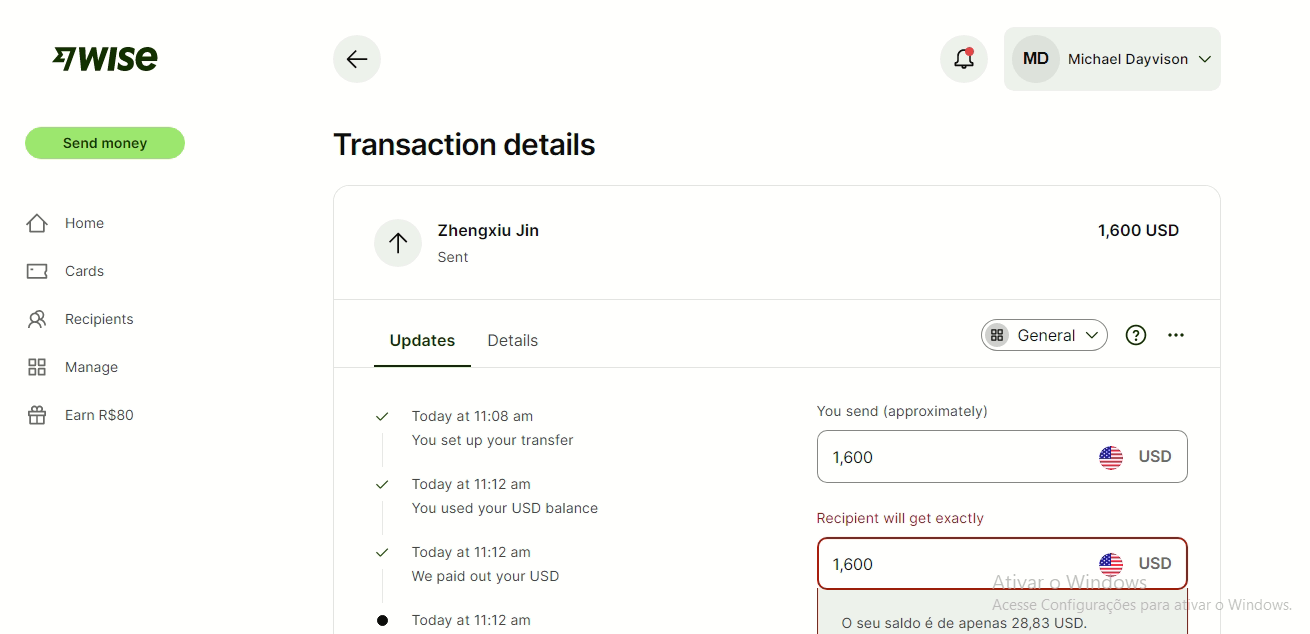 WISE
MD Michael Dayvison
Send money
Transaction details
Home
Cards
Recipients
Manage
Earn R$80
Zhengxiu Jin
1,600 USD
Sent
Updates
Details
General
?
Today at 11:08 am
You set up your transfer
Today at 11:12 am
You used your USD balance
Today at 11:12 am
We paid out your USD
Today at 11:12 am
You send (approximately)
1,600 USD
Recipient will get exactly
1,600 USD
O seu saldo é de apenas 28,83 USD.
Ativar o Windows
Acesse Configurações para ativar o Windows.